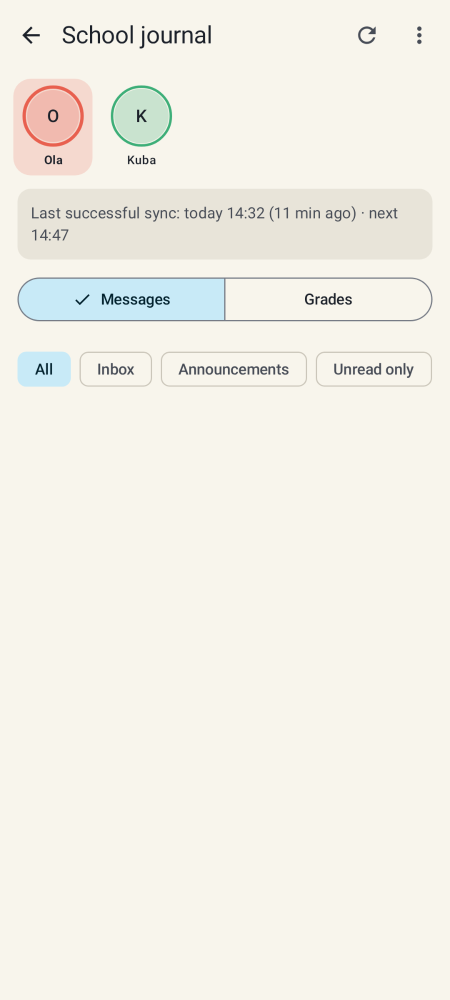 School journal
O
K
Ola
Kuba
Last successful sync: today 14:32 (11 min ago) · next
14:47
Messages
Grades
All
Inbox
Announcements
Unread only